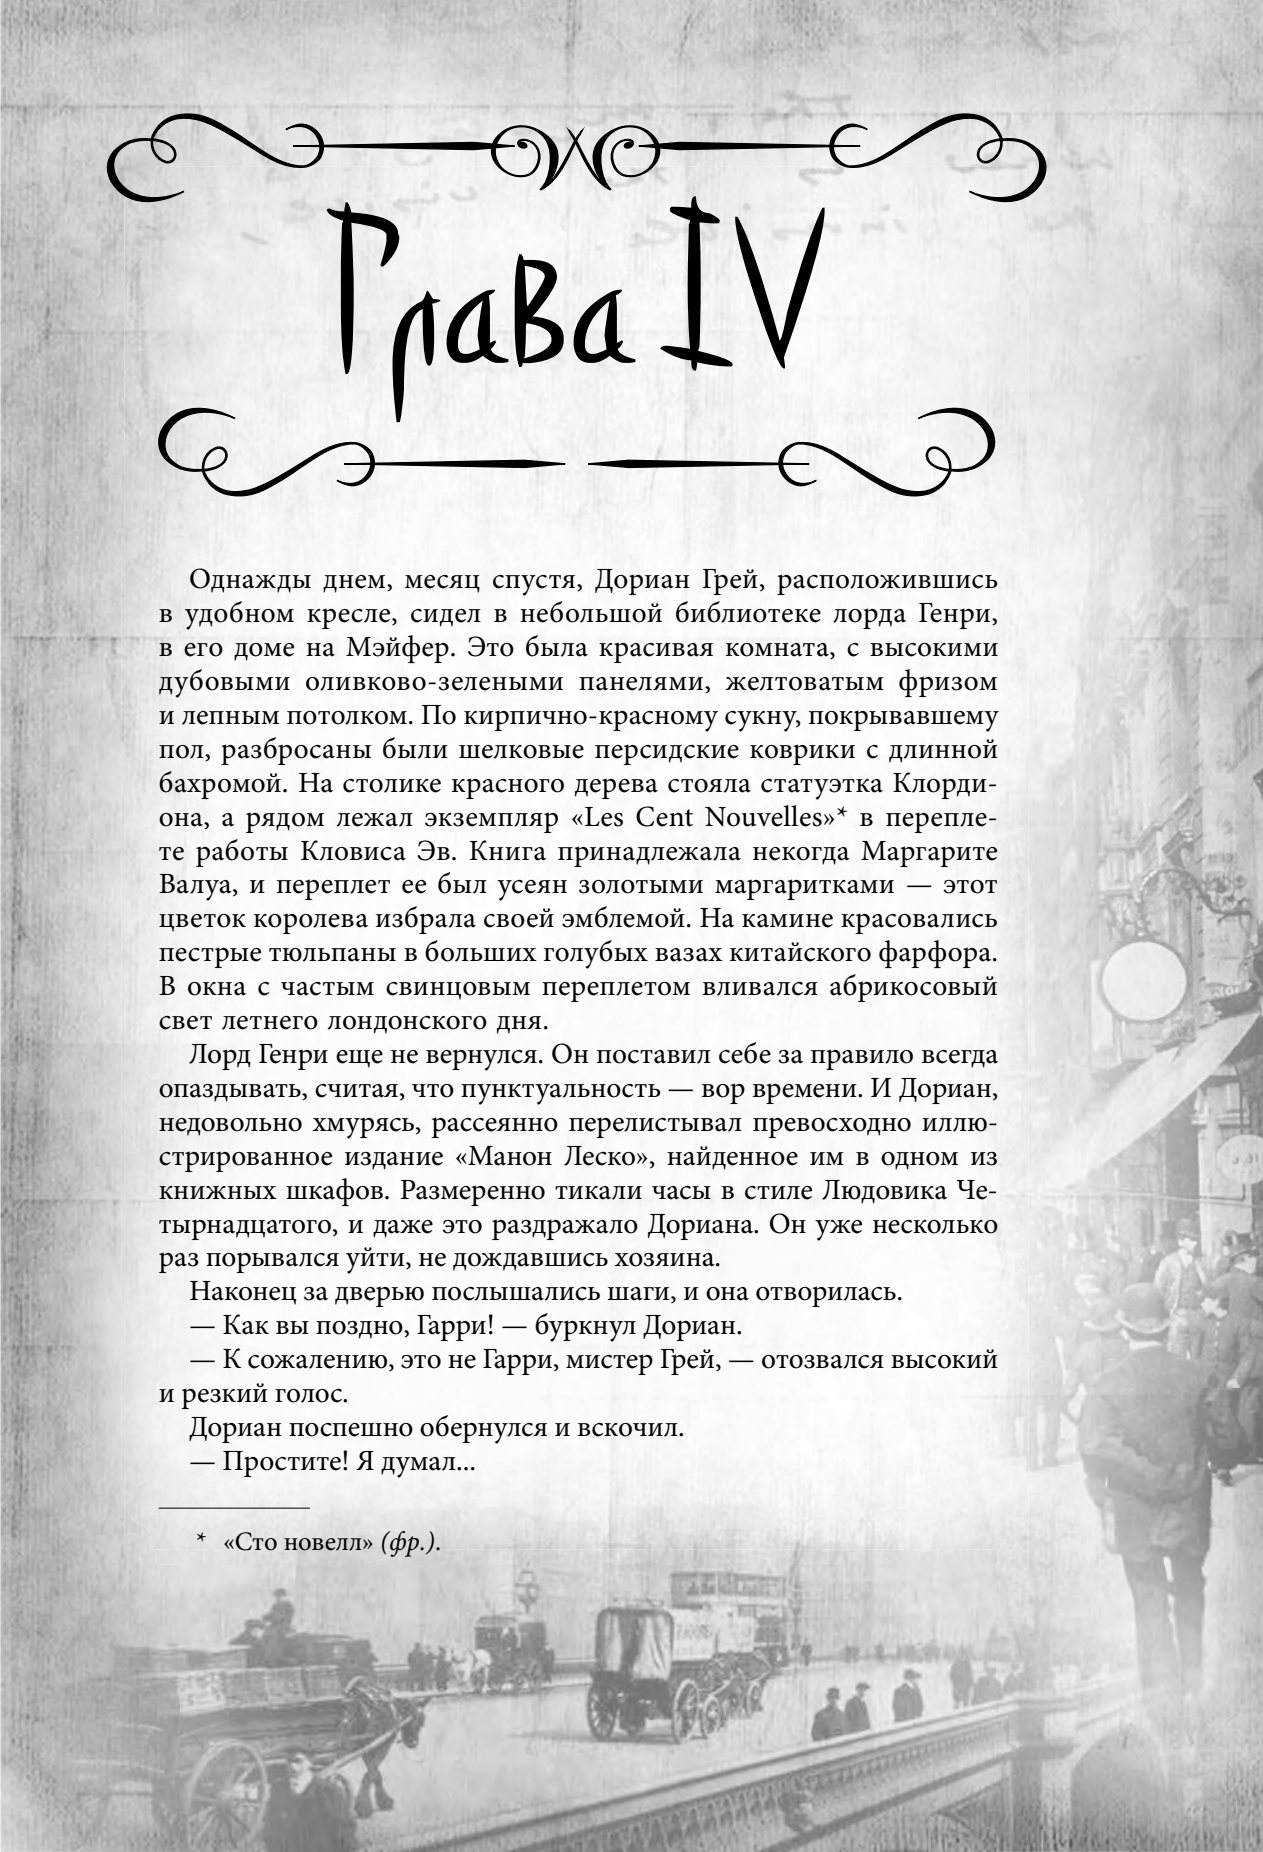 Глава IV
Однажды днем, месяц спустя, Дориан Грей, расположившись
в удобном кресле, сидел в небольшой библиотеке лорда Генри,
в его доме на Мэйфер. Это была красивая комната, с высокими
дубовыми оливково-зелеными панелями, желтоватым фризом
и лепным потолком. По кирпично-красному сукну, покрывавшему
пол, разбросаны были шелковые персидские коврики с длинной
бахромой. На столике красного дерева стояла статуэтка Клорди-
она, а рядом лежал экземпляр «Les Cent Nouvelles»* в перепле-
те работы Кловиса Эв. Книга принадлежала некогда Маргарите
Валуа, и переплет ее был усеян золотыми маргаритками — этот
цветок королева избрала своей эмблемой. На камине красовались
пестрые тюльпаны в больших голубых вазах китайского фарфора.
В окна с частым свинцовым переплетом вливался абрикосовый
свет летнего лондонского дня.
Лорд Генри еще не вернулся. Он поставил себе за правило всегда
опаздывать, считая, что пунктуальность — вор времени. И Дориан,
недовольно хмурясь, рассеянно перелистывал превосходно иллю-
стрированное издание «Манон Леско», найденное им в одном из
книжных шкафов. Размеренно тикали часы в стиле Людовика Че-
тырнадцатого, и даже это раздражало Дориана. Он уже несколько
раз порывался уйти, не дождавшись хозяина.
Наконец за дверью послышались шаги, и она отворилась.
— Как вы поздно, Гарри! — буркнул Дориан.
— К сожалению, это не Гарри, мистер Грей, — отозвался высокий
и резкий голос.
Дориан поспешно обернулся и вскочил.
— Простите! Я думал...
* «Сто новелл» (фр.).